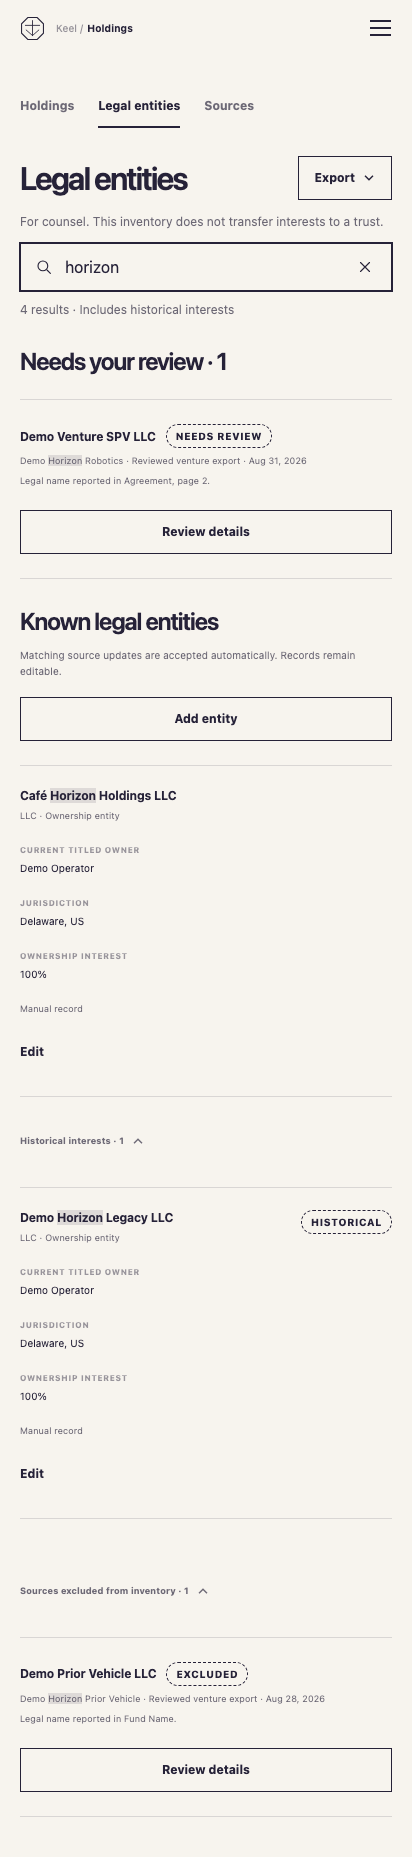 Keel / Holdings
Holdings Legal entities Sources
Legal entities
Export
For counsel. This inventory does not transfer interests to a trust.
horizon
4 results · Includes historical interests
Needs your review · 1
Demo Venture SPV LLC NEEDS REVIEW
Demo Horizon Robotics · Reviewed venture export · Aug 31, 2026
Legal name reported in Agreement, page 2.
Review details
Known legal entities
Matching source updates are accepted automatically. Records remain
editable.
Add entity
Café Horizon Holdings LLC
LLC · Ownership entity
CURRENT TITLED OWNER
Demo Operator
JURISDICTION
Delaware, US
OWNERSHIP INTEREST
100%
Manual record
Edit
Historical interests · 1
Demo Horizon Legacy LLC HISTORICAL
LLC · Ownership entity
CURRENT TITLED OWNER
Demo Operator
JURISDICTION
Delaware, US
OWNERSHIP INTEREST
100%
Manual record
Edit
Sources excluded from inventory · 1
Demo Prior Vehicle LLC EXCLUDED
Demo Horizon Prior Vehicle · Reviewed venture export · Aug 28, 2026
Legal name reported in Fund Name.
Review details